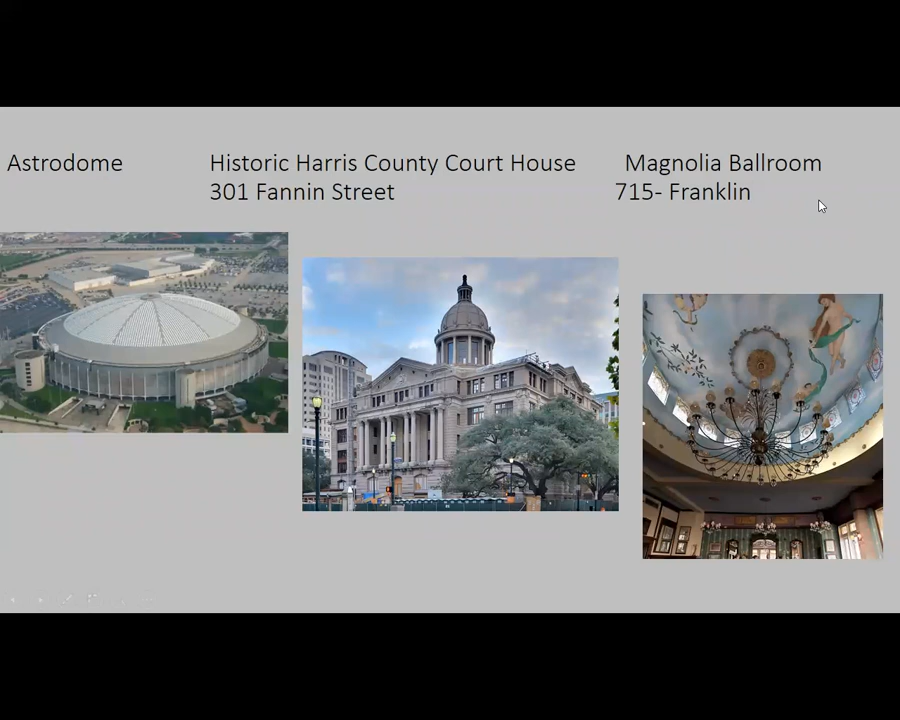 Astrodome
Historic Harris County Court House
301 Fannin Street
Magnolia Ballroom
715- Franklin